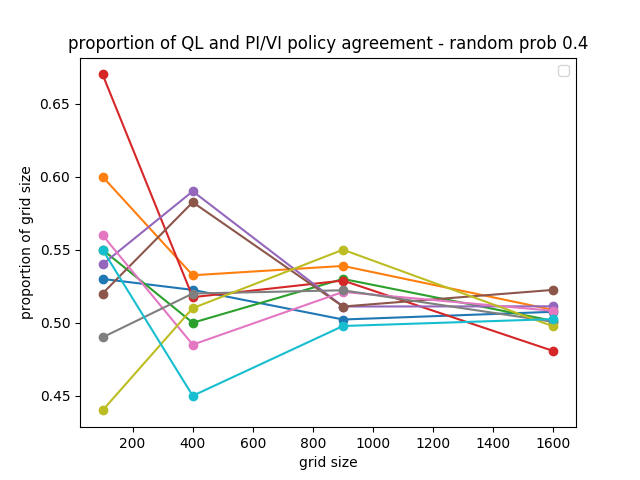 proportion of QL and PI/VI policy agreement - random prob 0.4
0.65
0.60
0.55
0.50
0.45
proportion of grid size
200 400 600 800 1000 1200 1400 1600
grid size